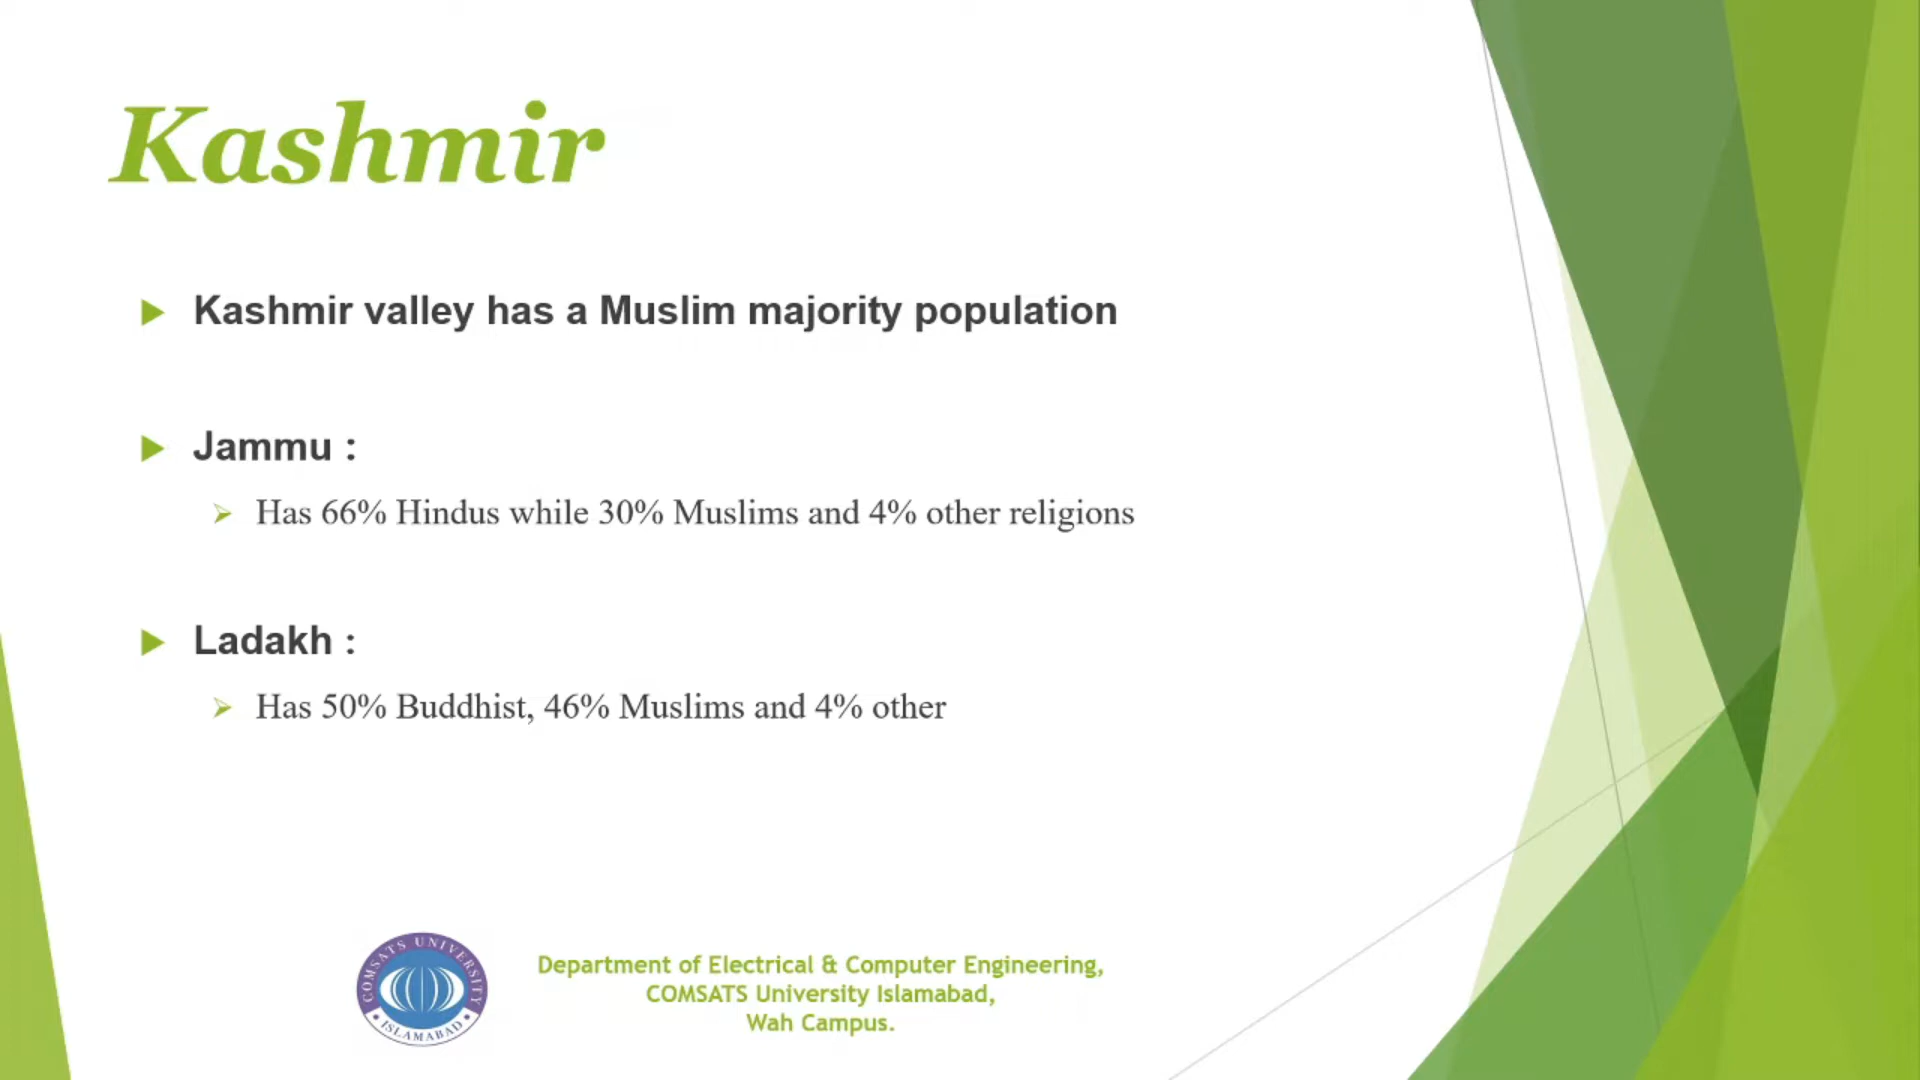 Kashmir
Kashmir valley has a Muslim majority population
Jammu :
Has 66% Hindus while 30% Muslims and 4% other religions
Ladakh :
Has 50% Buddhist, 46% Muslims and 4% other
COMSATS UNIVERSITY
ISLAMABAD
Department of Electrical & Computer Engineering,
COMSATS University Islamabad,
Wah Campus.